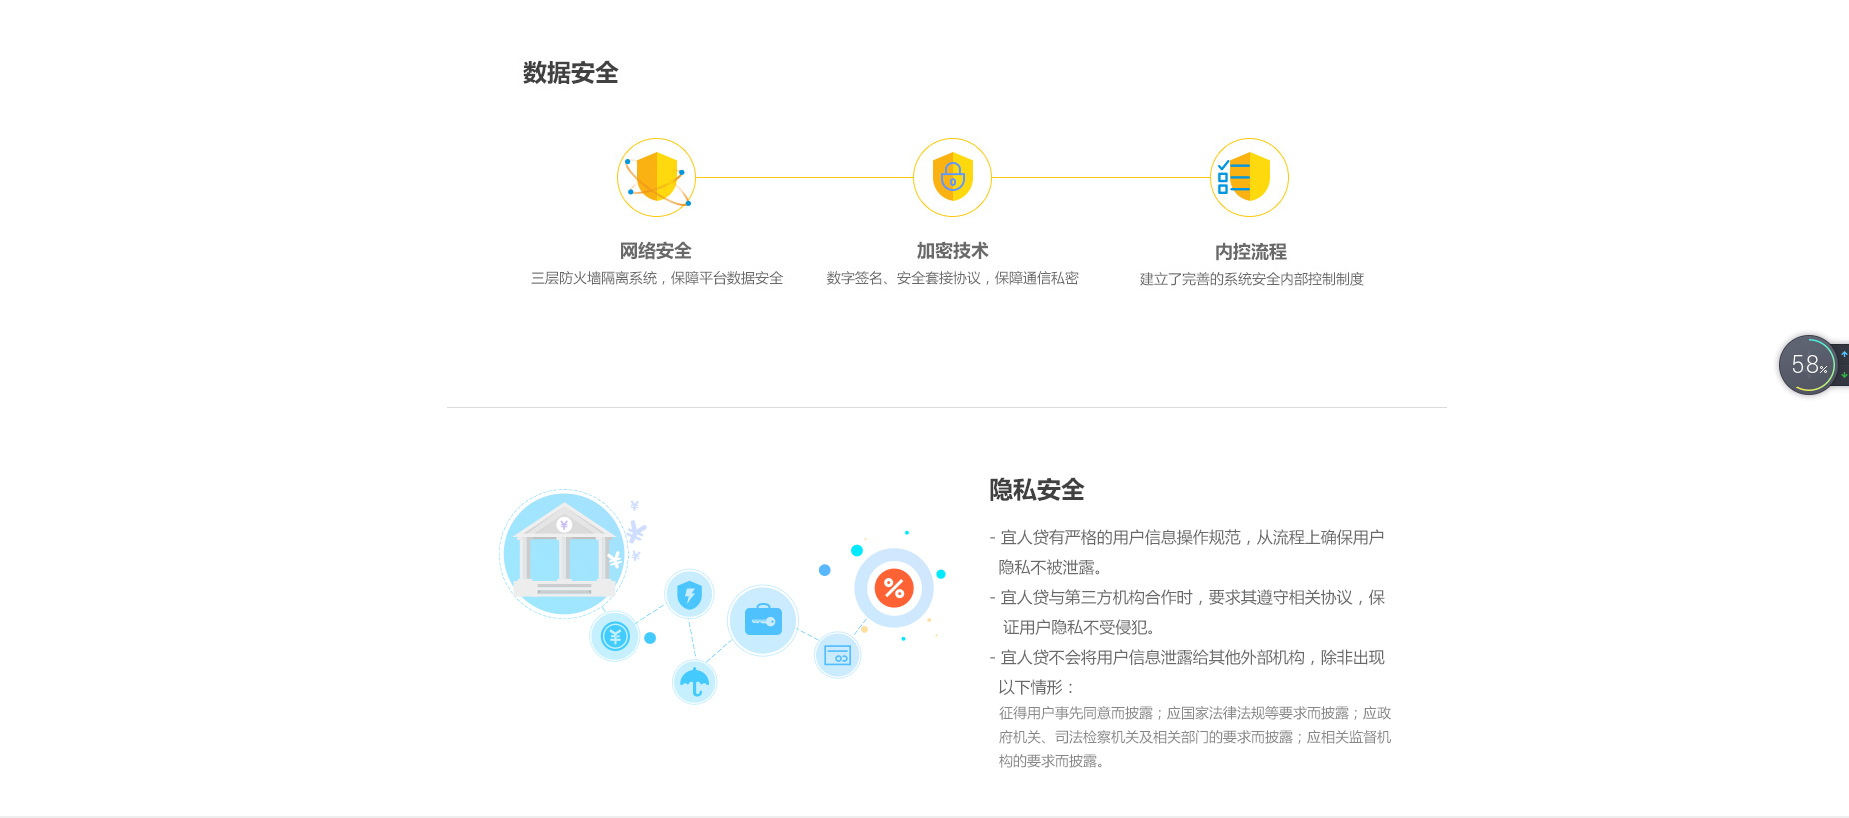 数据安全
网络安全
加密技术
内控流程
三层防火墙隔离系统，保障平台数据安全
数字签名、安全套接协议，保障通信私密
建立了完善的系统安全内部控制制度
58%
隐私安全
- 宜人贷有严格的用户信息操作规范，从流程上确保用户
隐私不被泄露。
- 宜人贷与第三方机构合作时，要求其遵守相关协议，保
证用户隐私不受侵犯。
- 宜人贷不会将用户信息泄露给其他外部机构，除非出现
以下情形：
征得用户事先同意而披露；应国家法律法规等要求而披露；应政
府机关、司法检察机关及相关部门的要求而披露；应相关监督机
构的要求而披露。